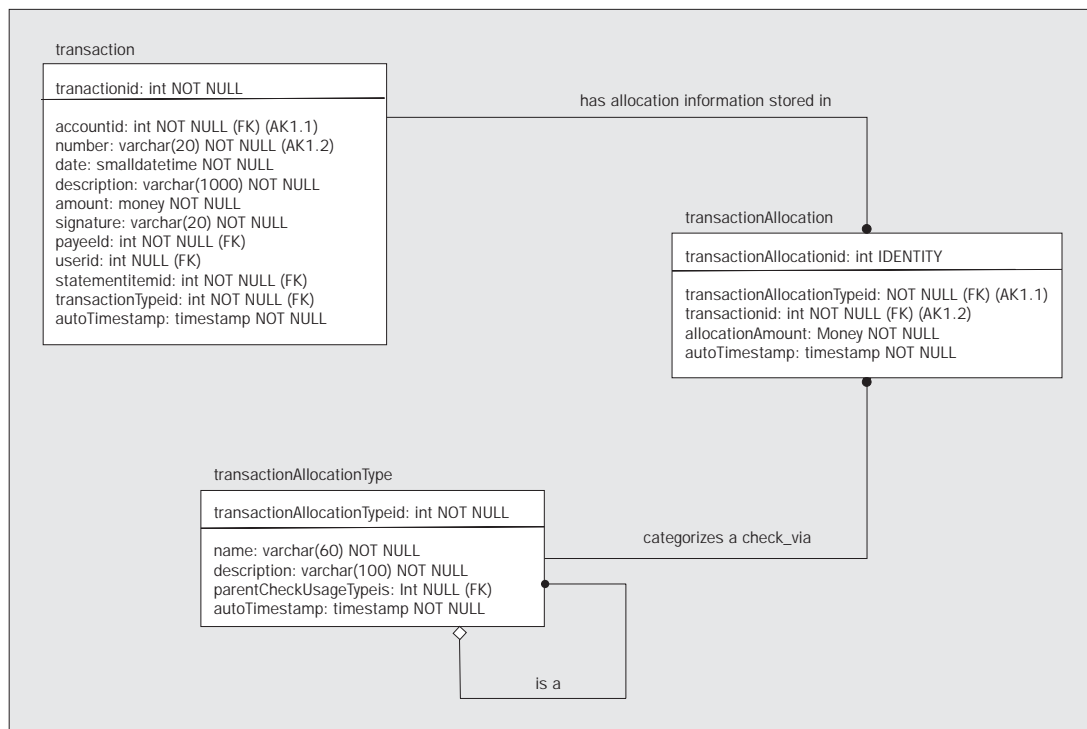 transaction
tranactionid: int NOT NULL
accountid: int NOT NULL (FK) (AK1.1)
number: varchar(20) NOT NULL (AK1.2)
date: smalldatetime NOT NULL
description: varchar(1000) NOT NULL
amount: money NOT NULL
signature: varchar(20) NOT NULL
payeeId: int NOT NULL (FK)
userid: int NULL (FK)
statementitemid: int NOT NULL (FK)
transactionTypeid: int NOT NULL (FK)
autoTimestamp: timestamp NOT NULL
has allocation information stored in
transactionAllocation
transactionAllocationid: int IDENTITY
transactionAllocationTypeid: NOT NULL (FK) (AK1.1)
transactionid: int NOT NULL (FK) (AK1.2)
allocationAmount: Money NOT NULL
autoTimestamp: timestamp NOT NULL
transactionAllocationType
transactionAllocationTypeid: int NOT NULL
name: varchar(60) NOT NULL
description: varchar(100) NOT NULL
parentCheckUsageTypeis: Int NULL (FK)
autoTimestamp: timestamp NOT NULL
categorizes a check_via
is a